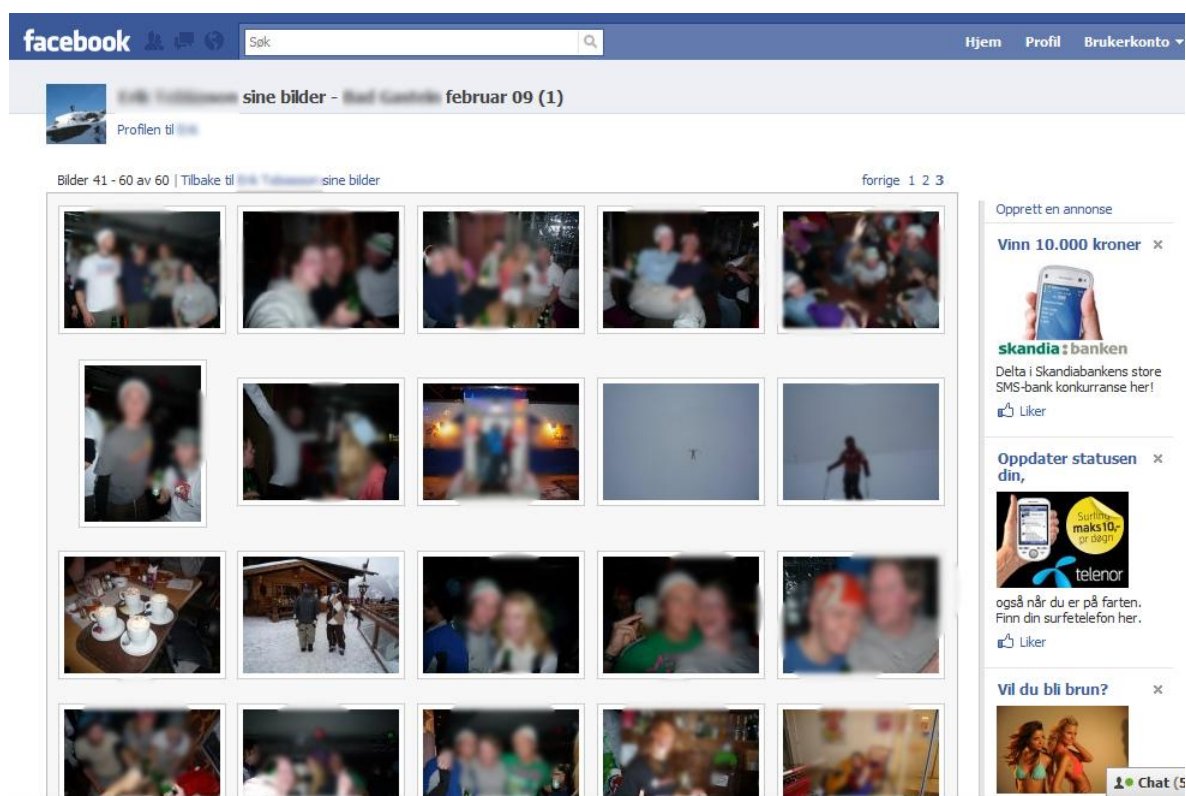 facebook
Søk
Hjem Profil Brukerkonto
sine bilder - februar 09 (1)
Profilen til
Bilder 41 - 60 av 60 | Tilbake til sine bilder
forrige 1 2 3
Opprett en annonse
Vinn 10.000 kroner
skandia:banken
Delta i Skandiabankens store
SMS-bank konkurranse her!
Liker
Oppdater statusen
din,
Surling
maks10,-
pr døgn
telenor
også når du er på farten.
Finn din surfetelefon her.
Liker
Vil du bli brun?
Chat (5